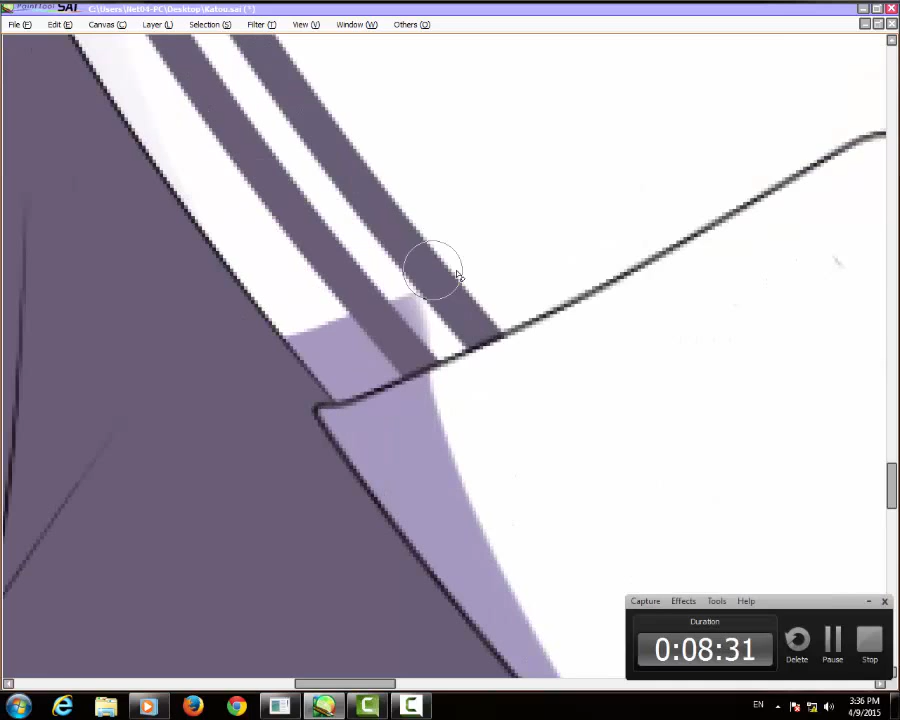 PaintTool SAI C:\Users\Net04-PC\Desktop\Katou.sai (*)
File (F) Edit (E) Canvas (C) Layer (L) Selection (S) Filter (T) View (V) Window (W) Others (O)
Capture Effects Tools Help
Duration
0:08:31
Delete Pause Stop
EN
3:36 PM
4/9/2015